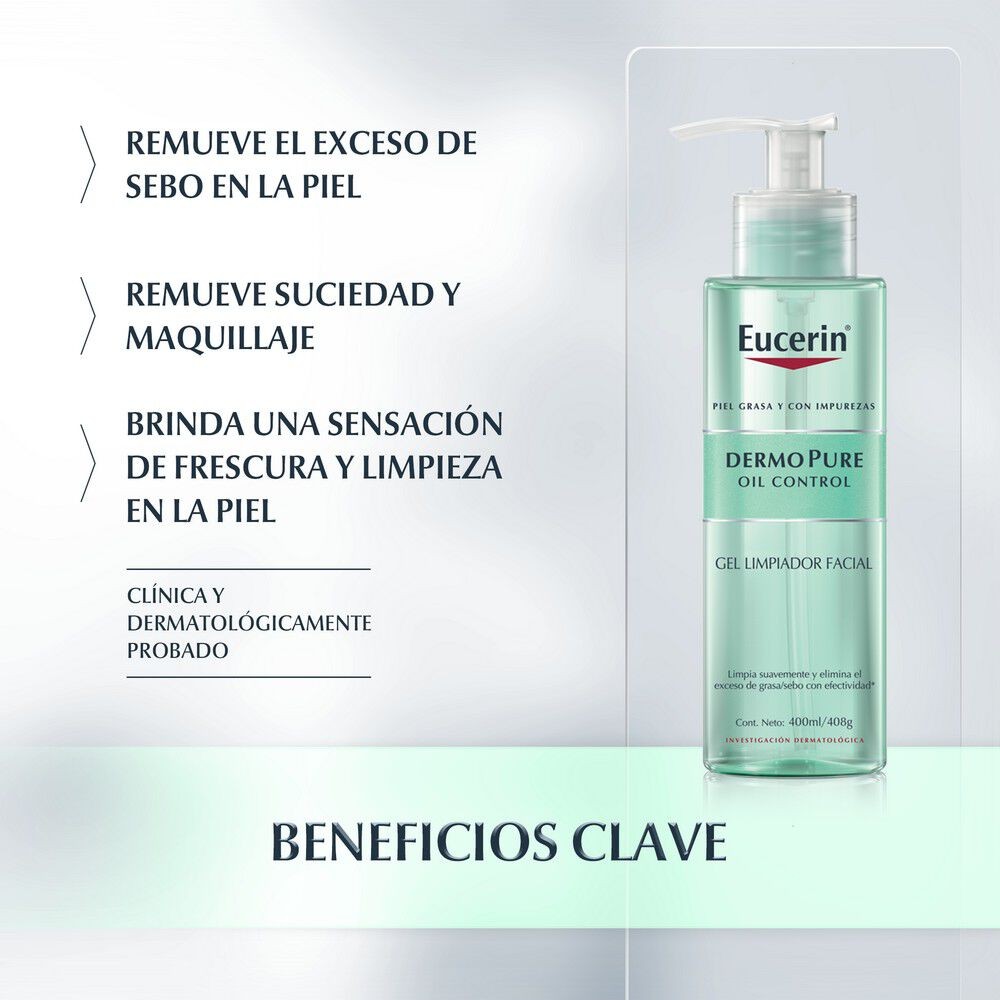 REMUEVE EL EXCESO DE
SEBO EN LA PIEL
REMUEVE SUCIEDAD Y
MAQUILLAJE
BRINDA UNA SENSACIÓN
DE FRESCURA Y LIMPIEZA
EN LA PIEL
CLÍNICA Y
DERMATOLÓGICAMENTE
PROBADO
Eucerin®
PIEL GRASA Y CON IMPUREZAS
DERMOPURE
OIL CONTROL
GEL LIMPIADOR FACIAL
Limpia suavemente y elimina el
exceso de grasa/sebo con efectividad*
Cont. Neto: 400ml/408g
INVESTIGACIÓN DERMATOLÓGICA
BENEFICIOS CLAVE